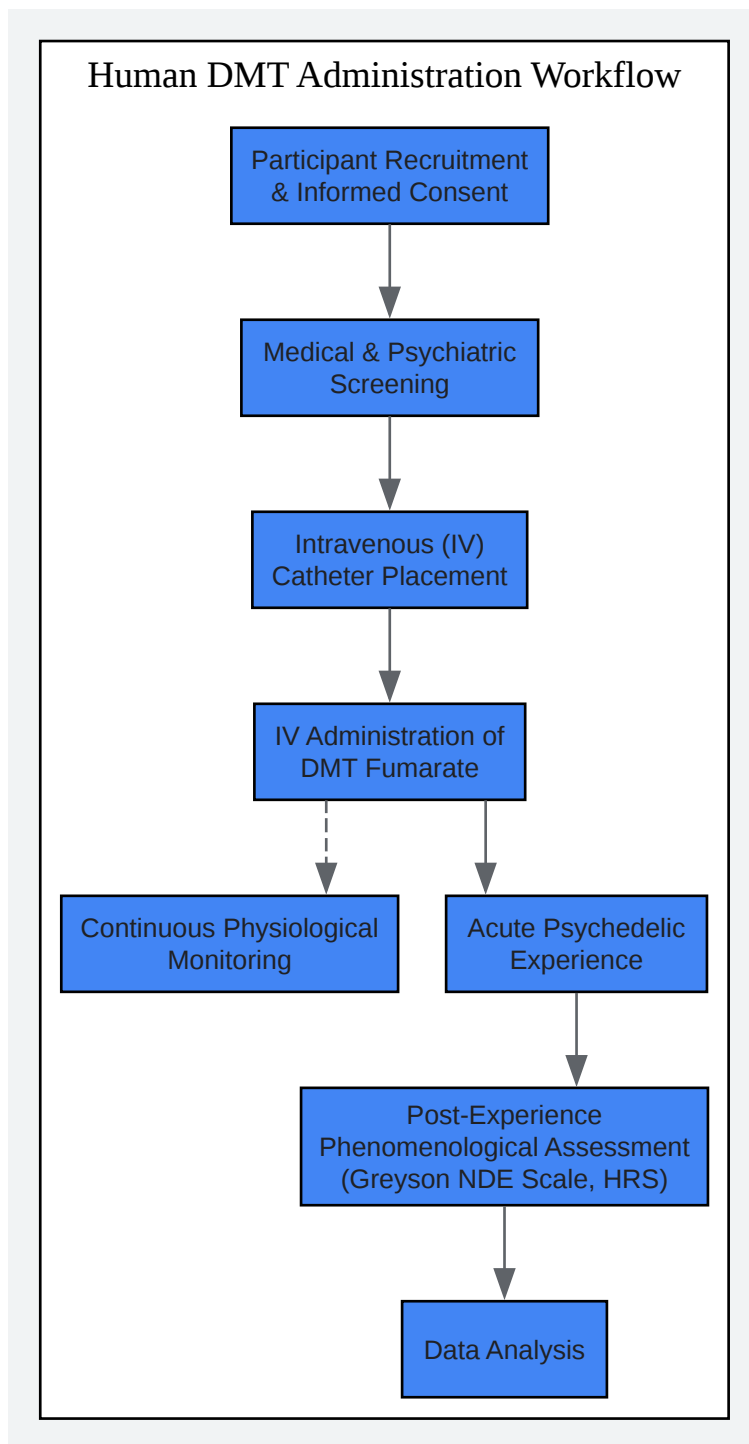 Human DMT Administration Workflow
Participant Recruitment
& Informed Consent
Medical & Psychiatric
Screening
Intravenous (IV)
Catheter Placement
IV Administration of
DMT Fumarate
Continuous Physiological
Monitoring
Acute Psychedelic
Experience
Post-Experience
Phenomenological Assessment
(Greyson NDE Scale, HRS)
Data Analysis